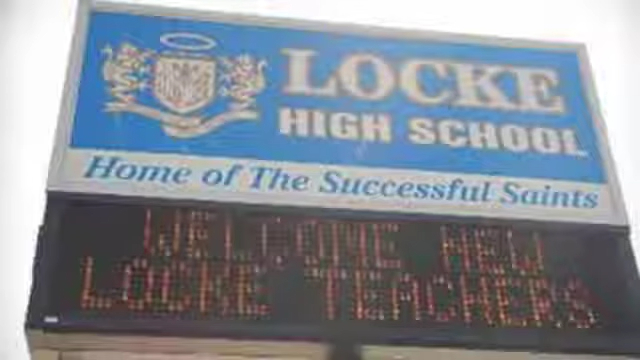 LOCKE
HIGH SCHOOL
Home of The Successful Saints
WELCOME NEW
LOCKE TEACHERS